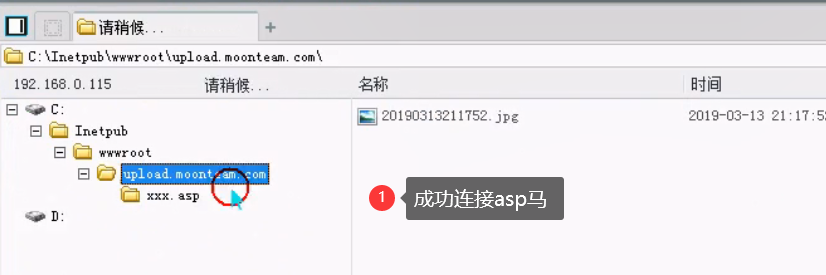 请稍候...
C:\Inetpub\wwwroot\upload.moonteam.com\
192.168.0.115 请稍候... 名称 时间
C: 20190313211752.jpg 2019-03-13 21:17:52
Inetpub
wwwroot
upload.moonteam.com
xxx.asp 1 成功连接asp马
D: